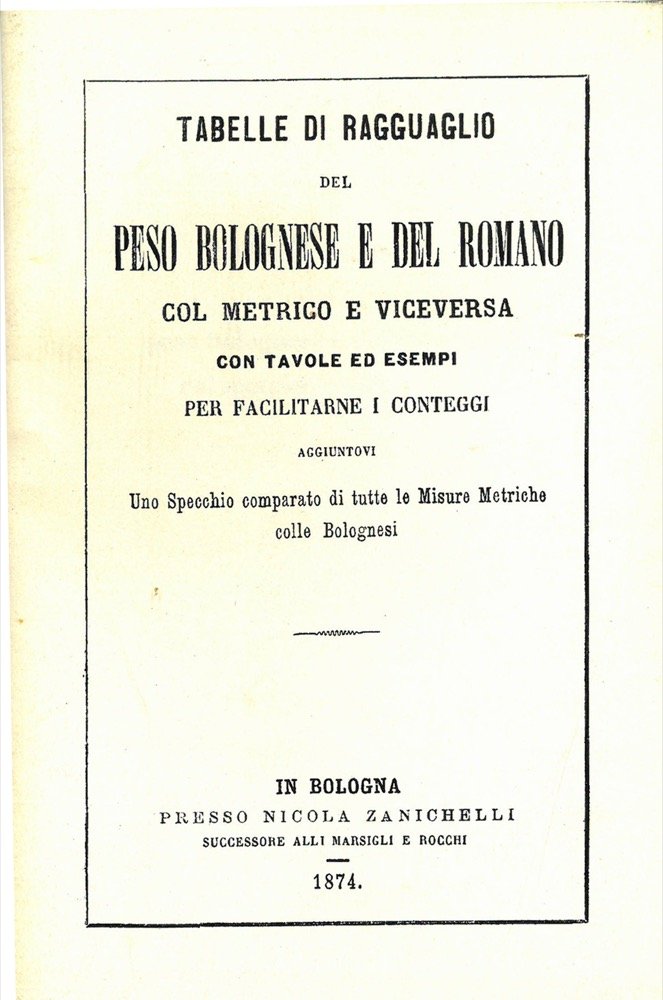 TABELLE DI RAGGUAGLIO
DEL
PESO BOLOGNESE E DEL ROMANO
COL METRICO E VICEVERSA
CON TAVOLE ED ESEMPI
PER FACILITARNE I CONTEGGI
AGGIUNTOVI
Uno Specchio comparato di tutte le Misure Metriche
colle Bolognesi
IN BOLOGNA
PRESSO NICOLA ZANICHELLI
SUCCESSORE ALLI MARSIGLI E ROCCHI
1874.